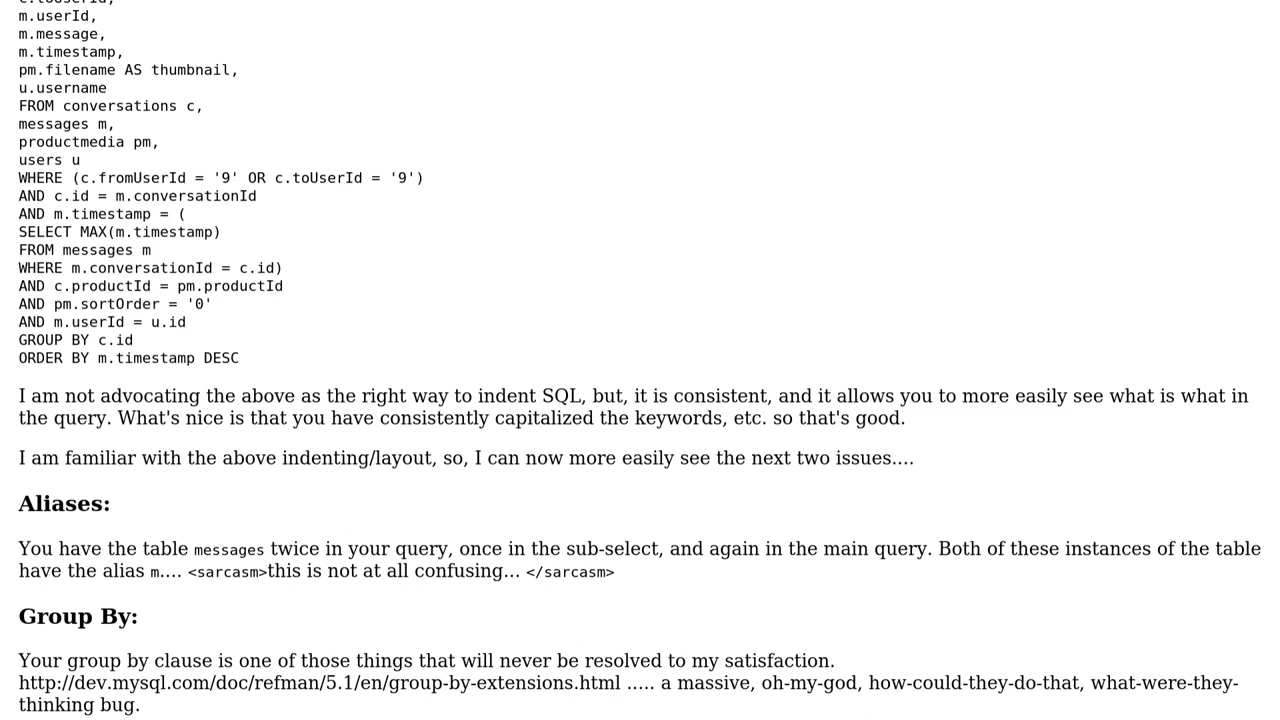 c.toUserId,
m.userId,
m.message,
m.timestamp,
pm.filename AS thumbnail,
u.username
FROM conversations c,
messages m,
productmedia pm,
users u
WHERE (c.fromUserId = '9' OR c.toUserId = '9')
AND c.id = m.conversationId
AND m.timestamp = (
SELECT MAX(m.timestamp)
FROM messages m
WHERE m.conversationId = c.id)
AND c.productId = pm.productId
AND pm.sortOrder = '0'
AND m.userId = u.id
GROUP BY c.id
ORDER BY m.timestamp DESC
I am not advocating the above as the right way to indent SQL, but, it is consistent, and it allows you to more easily see what is what in
the query. What's nice is that you have consistently capitalized the keywords, etc. so that's good.
I am familiar with the above indenting/layout, so, I can now more easily see the next two issues....
Aliases:
You have the table messages twice in your query, once in the sub-select, and again in the main query. Both of these instances of the table
have the alias m.... <sarcasm>this is not at all confusing... </sarcasm>
Group By:
Your group by clause is one of those things that will never be resolved to my satisfaction.
http://dev.mysql.com/doc/refman/5.1/en/group-by-extensions.html ..... a massive, oh-my-god, how-could-they-do-that, what-were-they-
thinking bug.